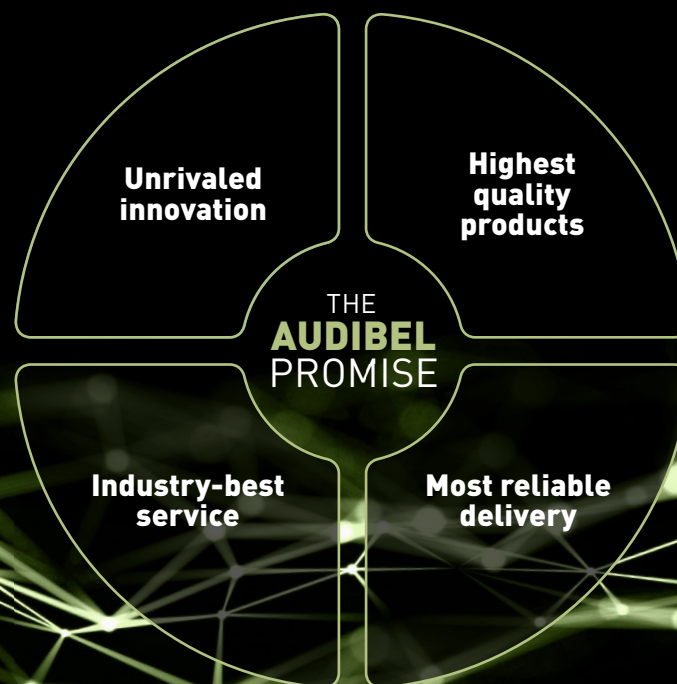 Unrivaled
innovation
Highest
quality
products
THE
AUDIBEL
PROMISE
Industry-best
service
Most reliable
delivery